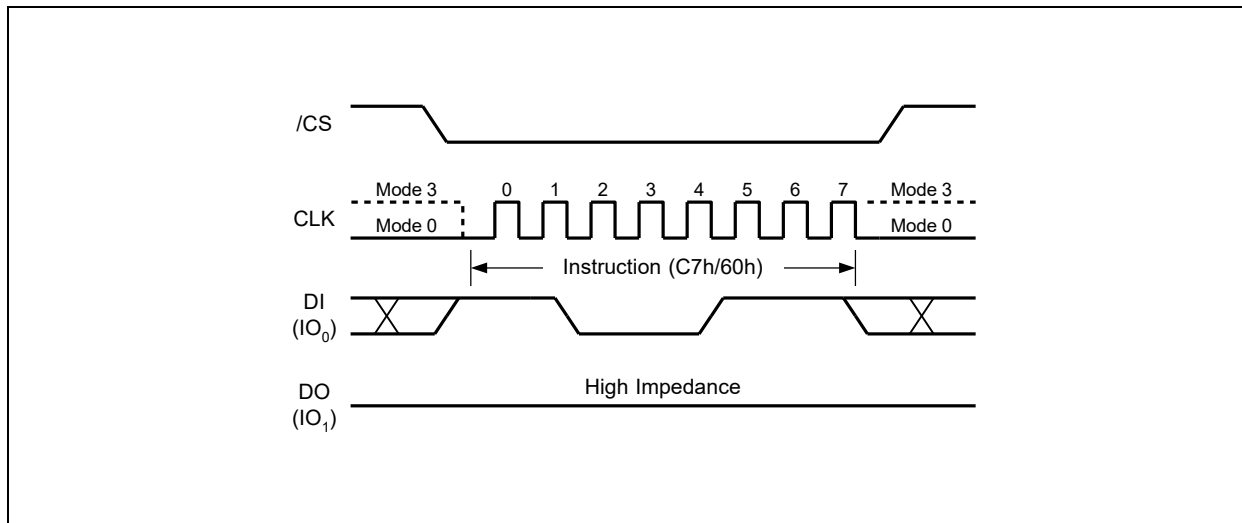 /CS
Mode 3 0 1 2 3 4 5 6 7 Mode 3
CLK
Mode 0 Mode 0
Instruction (C7h/60h)
DI
(IO₀)
High Impedance
DO
(IO₁)